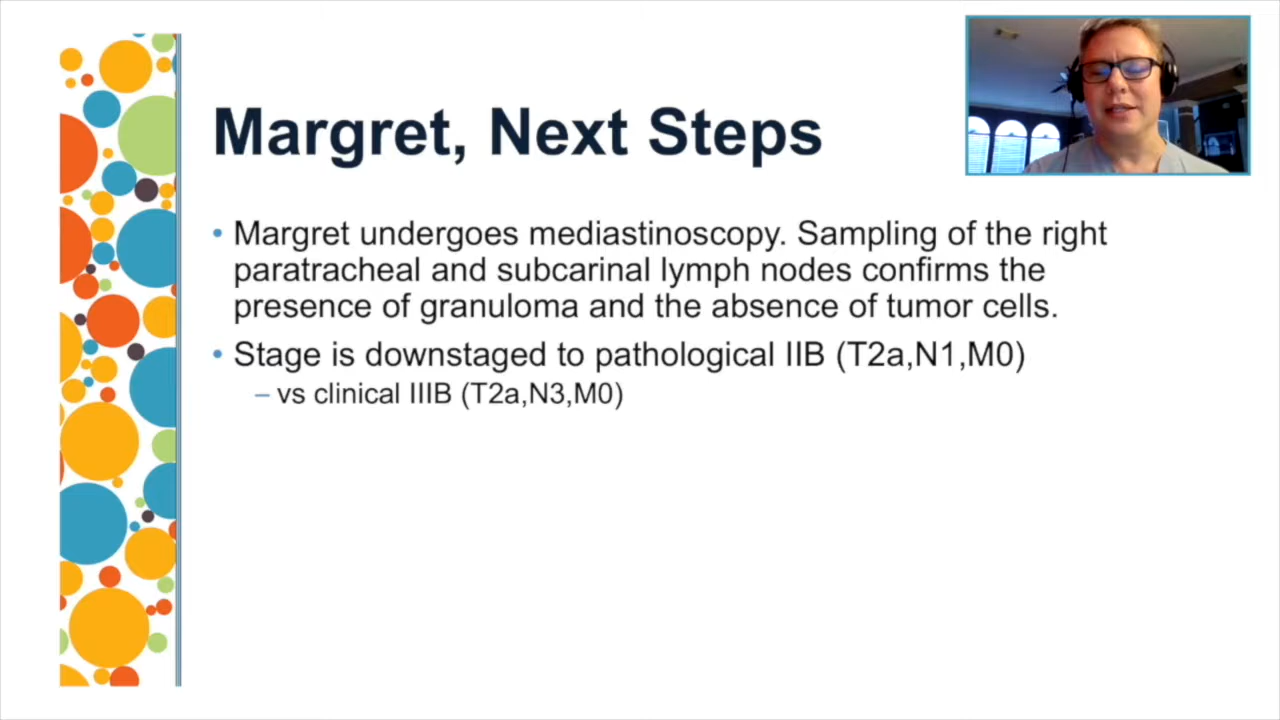 Margret, Next Steps
• Margret undergoes mediastinoscopy. Sampling of the right
paratracheal and subcarinal lymph nodes confirms the
presence of granuloma and the absence of tumor cells.
• Stage is downstaged to pathological IIB (T2a,N1,M0)
– vs clinical IIIB (T2a,N3,M0)